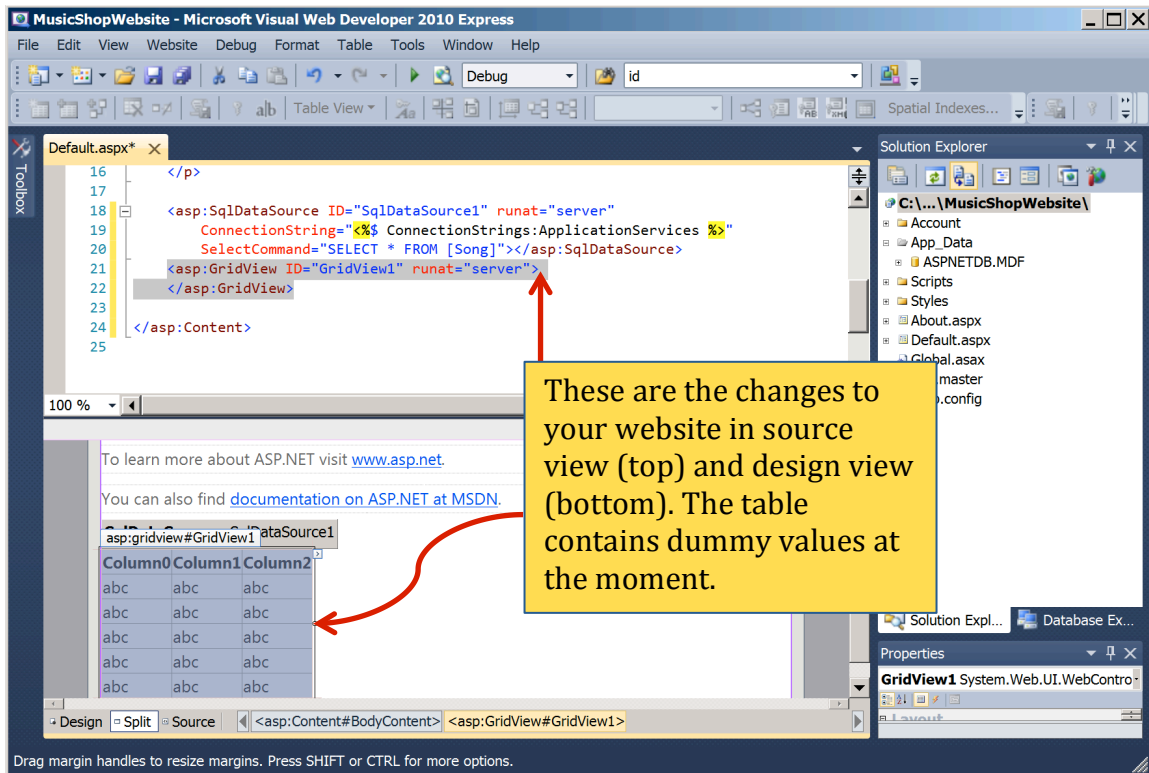 MusicShopWebsite - Microsoft Visual Web Developer 2010 Express
File Edit View Website Debug Format Table Tools Window Help
Debug id
Table View Spatial Indexes...
Toolbox
Default.aspx*
16 </p>
17
18 <asp:SqlDataSource ID="SqlDataSource1" runat="server"
19 ConnectionString="<%$ ConnectionStrings:ApplicationServices %>"
20 SelectCommand="SELECT * FROM [Song]"></asp:SqlDataSource>
21 <asp:GridView ID="GridView1" runat="server">
22 </asp:GridView>
23
24 </asp:Content>
25
100 %
These are the changes to
your website in source
view (top) and design view
(bottom). The table
contains dummy values at
the moment.
To learn more about ASP.NET visit www.asp.net.
You can also find documentation on ASP.NET at MSDN.
DataSource1
asp:gridview#GridView1
Column0 Column1 Column2
abc abc abc
abc abc abc
abc abc abc
abc abc abc
abc abc abc
Design Split Source <asp:Content#BodyContent> <asp:GridView#GridView1>
Solution Explorer
C:\...\MusicShopWebsite\
Account
App_Data
ASPNETDB.MDF
Scripts
Styles
About.aspx
Default.aspx
Global.asax
.master
.config
Solution Expl... Database Ex...
Properties
GridView1 System.Web.UI.WebContro
Layout
Drag margin handles to resize margins. Press SHIFT or CTRL for more options.